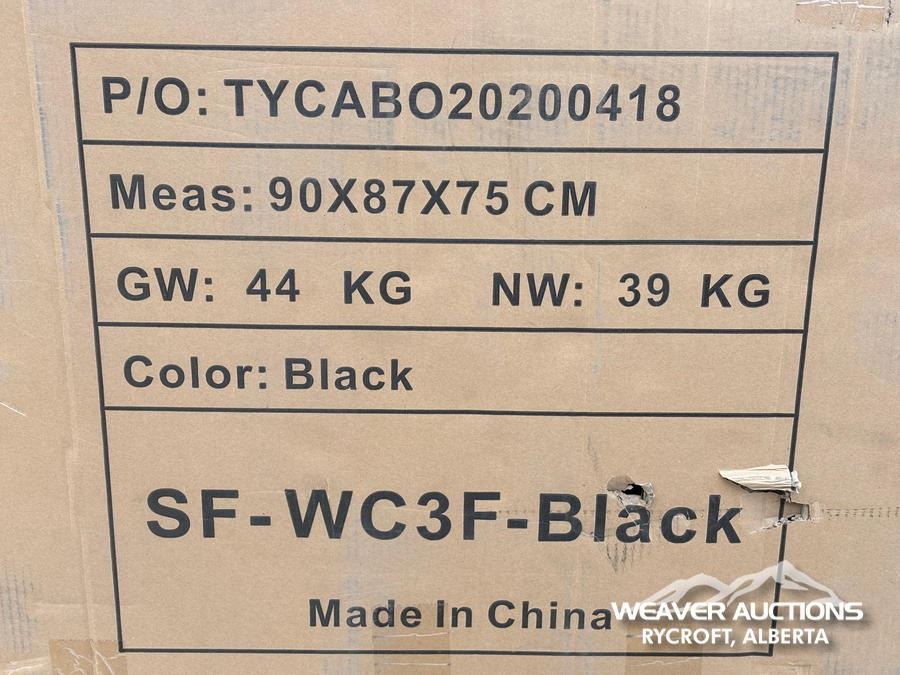 P/O: TYCABO20200418
Meas: 90X87X75 CM
GW: 44 KG NW: 39 KG
Color: Black
SF-WC3F-Black
Made In China
WEAVER AUCTIONS
RYCROFT, ALBERTA